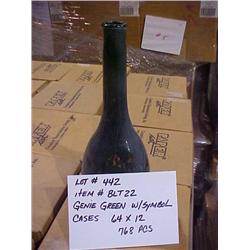 LOT # 442
ITEM # BLT22
GENIE GREEN W/SYMBOL
CASES 64 X 12
768 PCS